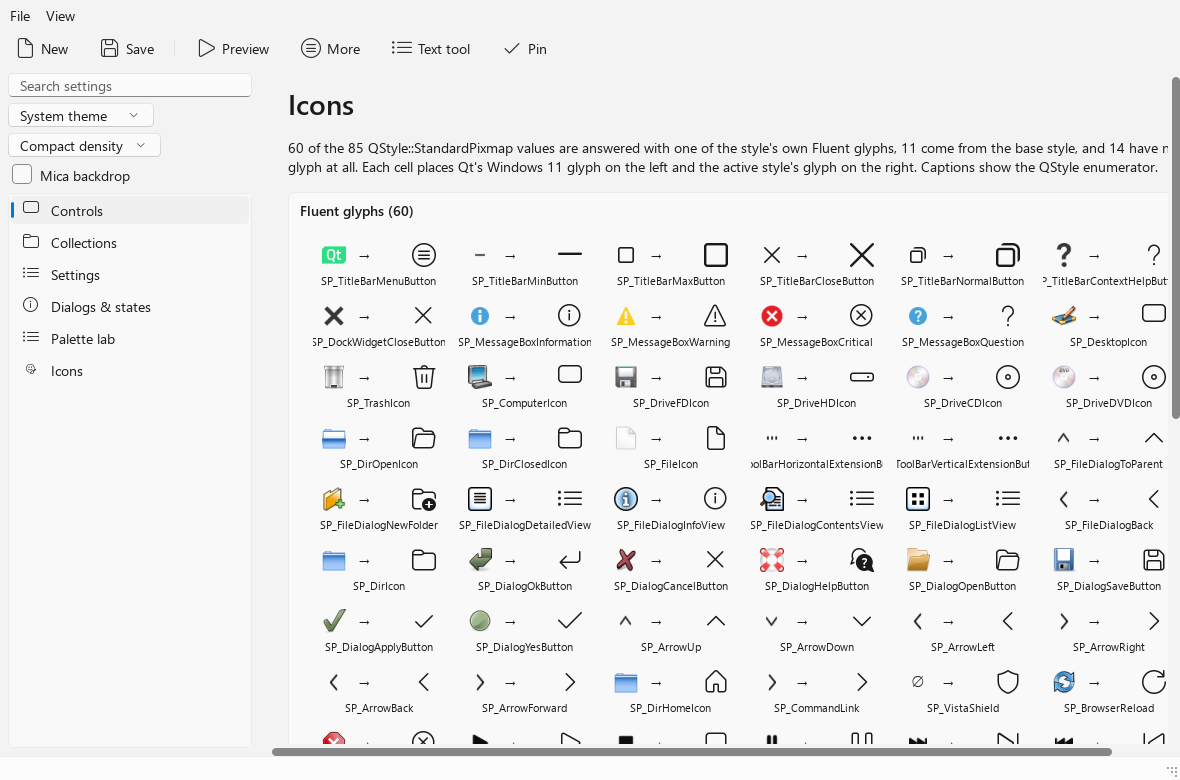 File View
New Save Preview More Text tool Pin
Search settings
System theme
Compact density
Mica backdrop
Controls
Collections
Settings
Dialogs & states
Palette lab
Icons
Icons
60 of the 85 QStyle::StandardPixmap values are answered with one of the style's own Fluent glyphs, 11 come from the base style, and 14 have
glyph at all. Each cell places Qt's Windows 11 glyph on the left and the active style's glyph on the right. Captions show the QStyle enumerator.
Fluent glyphs (60)
Qt → → → → → ? → ?
SP_TitleBarMenuButton SP_TitleBarMinButton SP_TitleBarMaxButton SP_TitleBarCloseButton SP_TitleBarNormalButton P_TitleBarContextHelpBut
→ → → → ? → ? →
SP_DockWidgetCloseButton SP_MessageBoxInformation SP_MessageBoxWarning SP_MessageBoxCritical SP_MessageBoxQuestion SP_DesktopIcon
→ → → → → DVD →
SP_TrashIcon SP_ComputerIcon SP_DriveFDIcon SP_DriveHDIcon SP_DriveCDIcon SP_DriveDVDIcon
→ → → → → →
SP_DirOpenIcon SP_DirClosedIcon SP_FileIcon oolBarHorizontalExtensionB ToolBarVerticalExtensionBut SP_FileDialogToParent
→ → → → → →
SP_FileDialogNewFolder SP_FileDialogDetailedView SP_FileDialogInfoView SP_FileDialogContentsView SP_FileDialogListView SP_FileDialogBack
→ → → → ? → →
SP_DirIcon SP_DialogOkButton SP_DialogCancelButton SP_DialogHelpButton SP_DialogOpenButton SP_DialogSaveButton
→ → → → → →
SP_DialogApplyButton SP_DialogYesButton SP_ArrowUp SP_ArrowDown SP_ArrowLeft SP_ArrowRight
→ → → → → →
SP_ArrowBack SP_ArrowForward SP_DirHomeIcon SP_CommandLink SP_VistaShield SP_BrowserReload